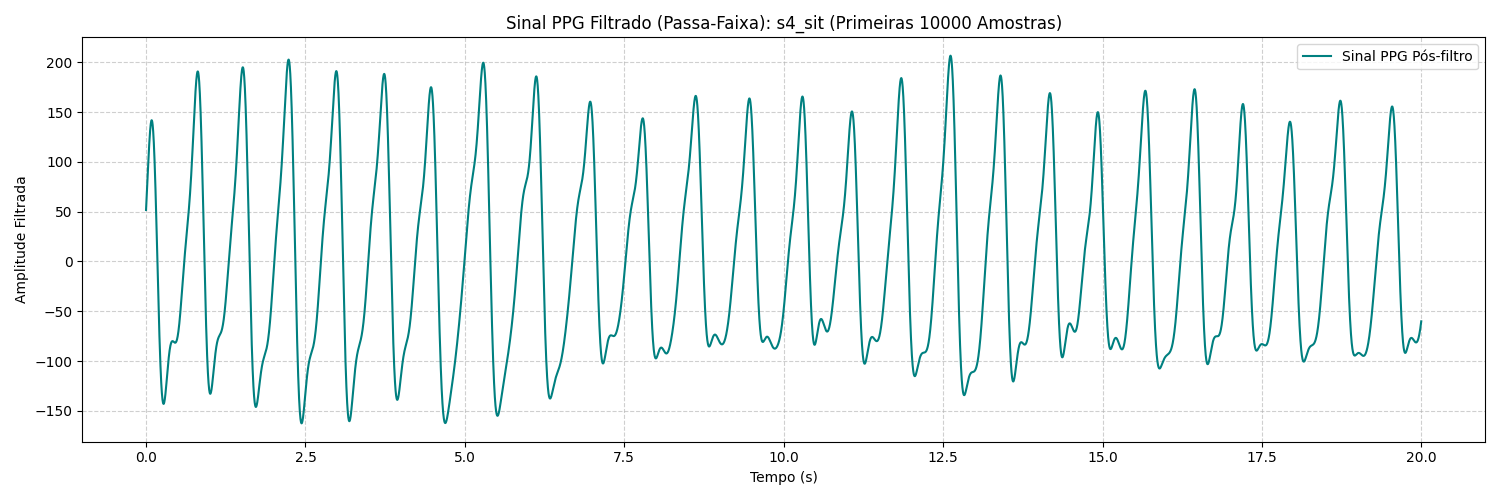 Sinal PPG Filtrado (Passa-Faixa): s4_sit (Primeiras 10000 Amostras)
Sinal PPG Pós-filtro
Amplitude Filtrada
200
150
100
50
0
−50
−100
−150
0.0 2.5 5.0 7.5 10.0 12.5 15.0 17.5 20.0
Tempo (s)